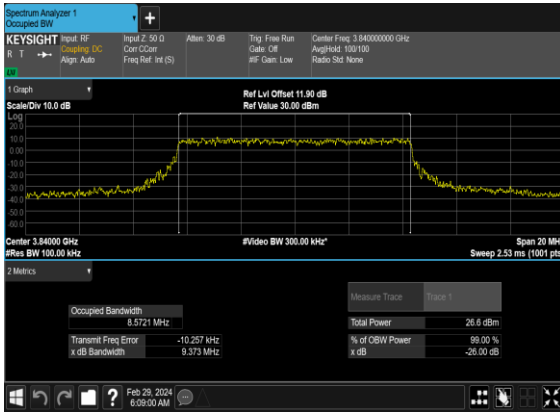 Spectrum Analyzer 1
Occupied BW
+
KEYSIGHT Input: RF Input Z: 50 Ω Atten: 30 dB Trig: Free Run Center Freq: 3.840000000 GHz
R T Coupling: DC Corr CCorr Gate: Off Avg|Hold: 100/100
Align: Auto Freq Ref: Int (S) #IF Gain: Low Radio Std: None
1 Graph
Ref Lvl Offset 11.90 dB
Scale/Div 10.0 dB Ref Value 30.00 dBm
Log
20.0
10.0
0.00
-10.0
-20.0
-30.0
-40.0
-50.0
-60.0
Center 3.84000 GHz #Video BW 300.00 kHz* Span 20 MH
#Res BW 100.00 kHz Sweep 2.53 ms (1001 pts
2 Metrics
Measure Trace Trace 1
Occupied Bandwidth
8.5721 MHz Total Power 26.6 dBm
Transmit Freq Error -10.257 kHz % of OBW Power 99.00 %
x dB Bandwidth 9.373 MHz x dB -26.00 dB
? Feb 29, 2024
6:09:00 AM